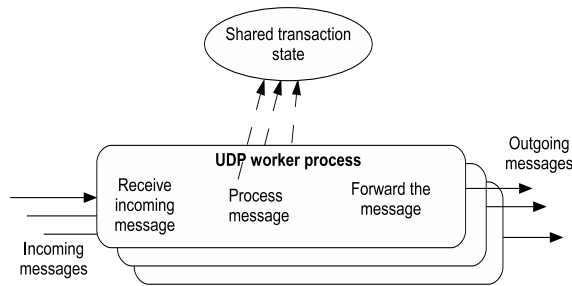 Shared transaction
state
UDP worker process
Receive
incoming
message
Process
message
Forward the
message
Outgoing
messages
Incoming
messages